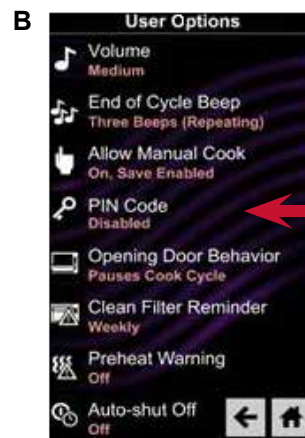 B
User Options
Volume
Medium
End of Cycle Beep
Three Beeps (Repeating)
Allow Manual Cook
On, Save Enabled
PIN Code
Disabled
Opening Door Behavior
Pauses Cook Cycle
Clean Filter Reminder
Weekly
Preheat Warning
Off
Auto-shut Off
Off